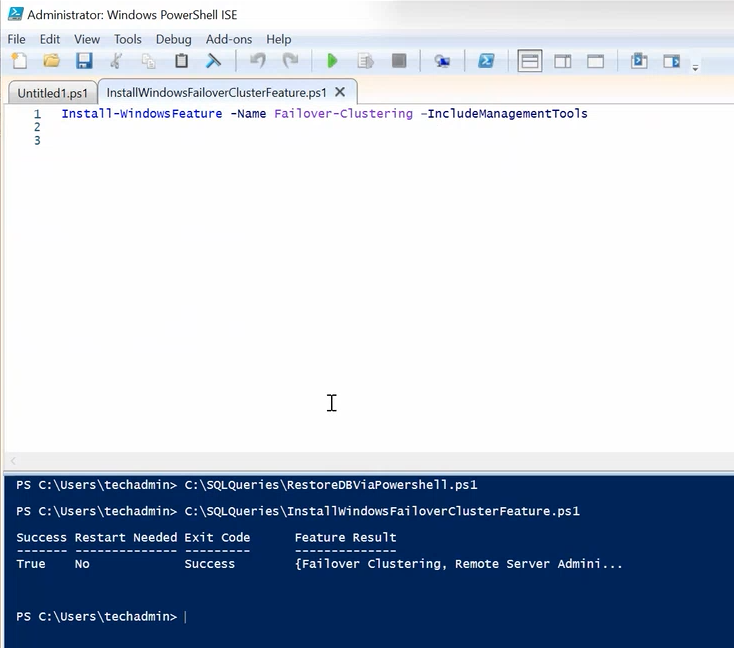 Administrator: Windows PowerShell ISE
File Edit View Tools Debug Add-ons Help
Untitled1.ps1 InstallWindowsFailoverClusterFeature.ps1
1 Install-WindowsFeature -Name Failover-Clustering -IncludeManagementTools
2
3
PS C:\Users\techadmin> C:\SQLQueries\RestoreDBViaPowershell.ps1
PS C:\Users\techadmin> C:\SQLQueries\InstallWindowsFailoverClusterFeature.ps1
Success Restart Needed Exit Code Feature Result
------- -------------- --------- --------------
True No Success {Failover Clustering, Remote Server Admini...
PS C:\Users\techadmin>